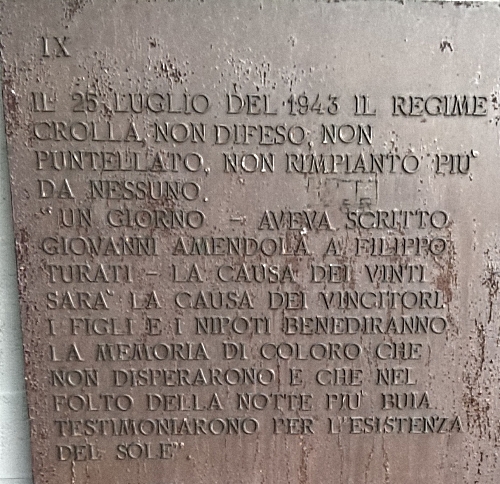 IX
IL 25 LUGLIO DEL 1943 IL REGIME
CROLLA, NON DIFESO, NON
PUNTELLATO, NON RIMPIANTO PIU'
DA NESSUNO.
"UN GIORNO - AVEVA SCRITTO
GIOVANNI AMENDOLA A FILIPPO
TURATI - LA CAUSA DEI VINTI
SARA' LA CAUSA DEI VINCITORI.
I FIGLI E I NIPOTI BENEDIRANNO
LA MEMORIA DI COLORO CHE
NON DISPERARONO E CHE NEL
FOLTO DELLA NOTTE PIU' BUIA
TESTIMONIARONO PER L'ESISTENZA
DEL SOLE".